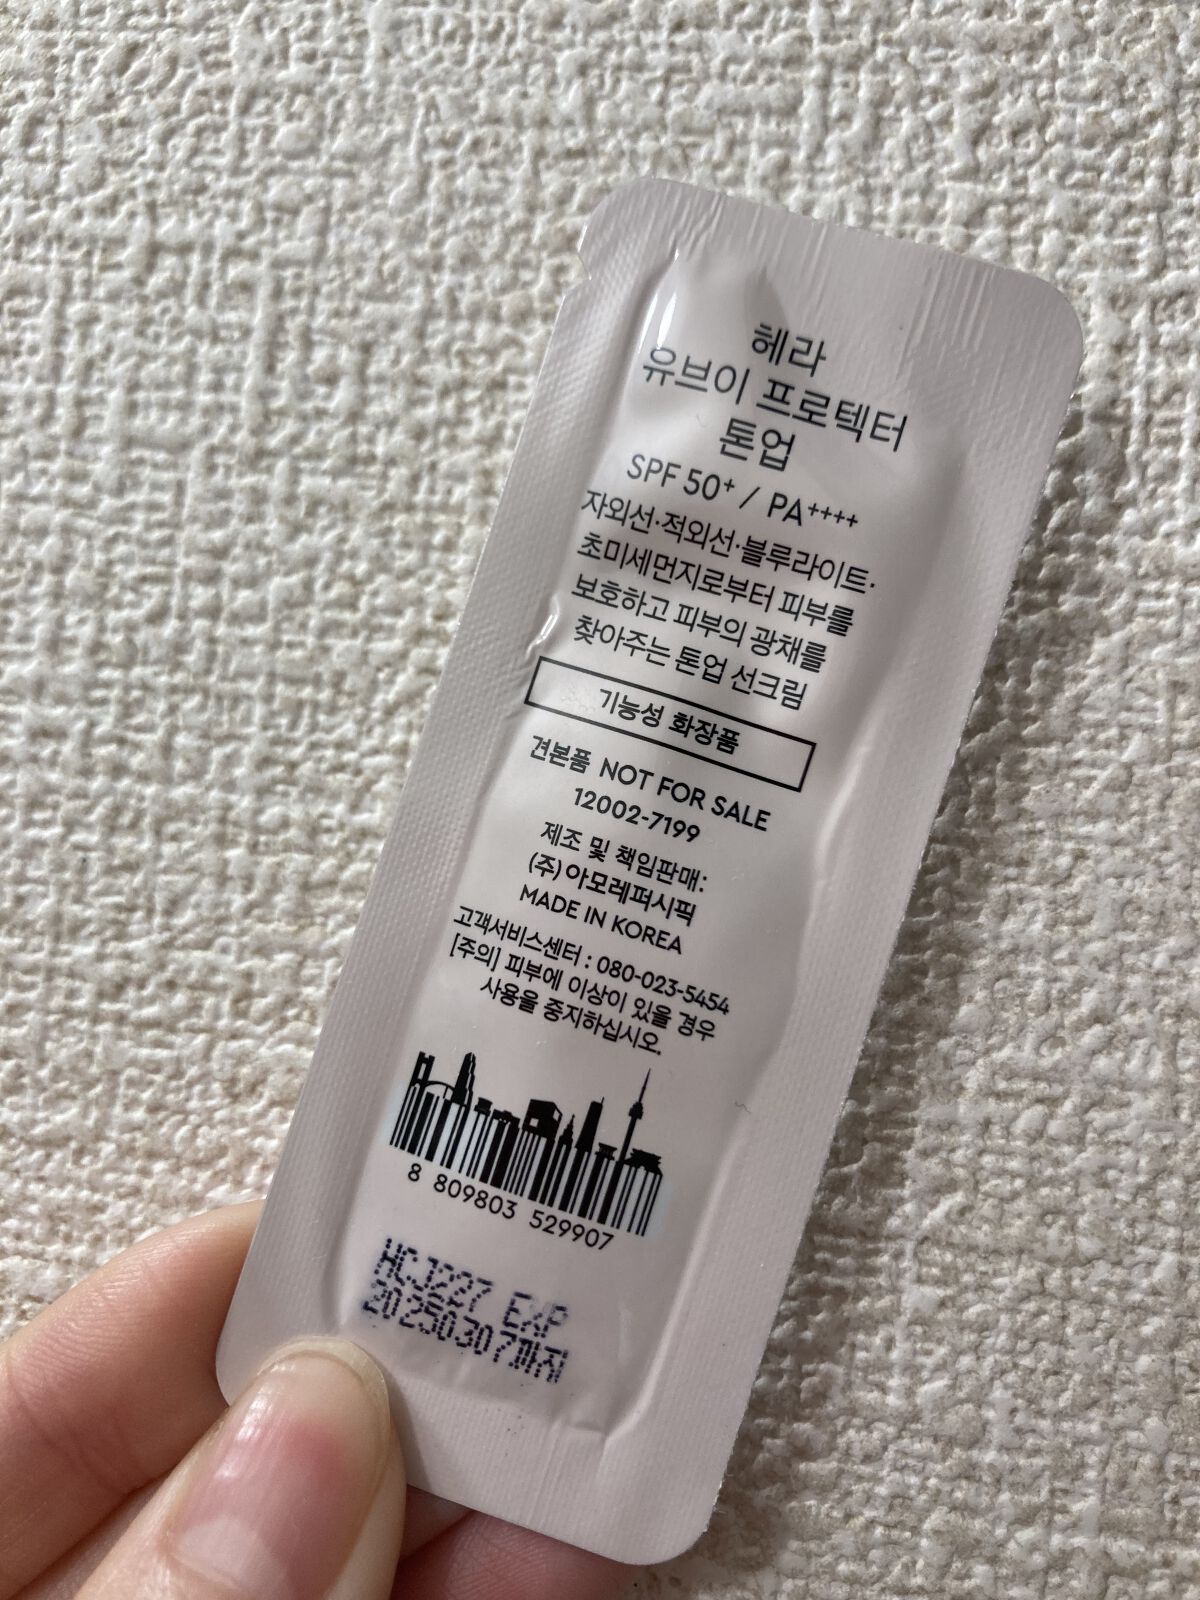 헤라
유브이 프로텍터
톤업
SPF 50+ / PA++++
자외선·적외선·블루라이트·
초미세먼지로부터 피부를
보호하고 피부의 광채를
찾아주는 톤업 선크림
기능성 화장품
견본품 NOT FOR SALE
12002-7199
제조 및 책임판매:
(주)아모레퍼시픽
MADE IN KOREA
고객서비스센터 : 080-023-5454
[주의] 피부에 이상이 있을 경우
사용을 중지하십시오.
8 809803 529907
HCJ227 EXP
20250307까지